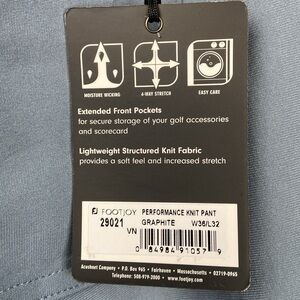 MOISTURE WICKING
4-WAY STRETCH
EASY CARE
Extended Front Pockets
for secure storage of your golf accessories
and scorecard
Lightweight Structured Knit Fabric
provides a soft feel and increased stretch
FJ FOOTJOY
PERFORMANCE KNIT PANT
29021
GRAPHITE
W36/L32
VN
0 84984 91057 9
Acushnet Company • P.O. Box 965 • Fairhaven • Massachusetts • 02719-0965
Telephone: 508-979-2000 • www.footjoy.com